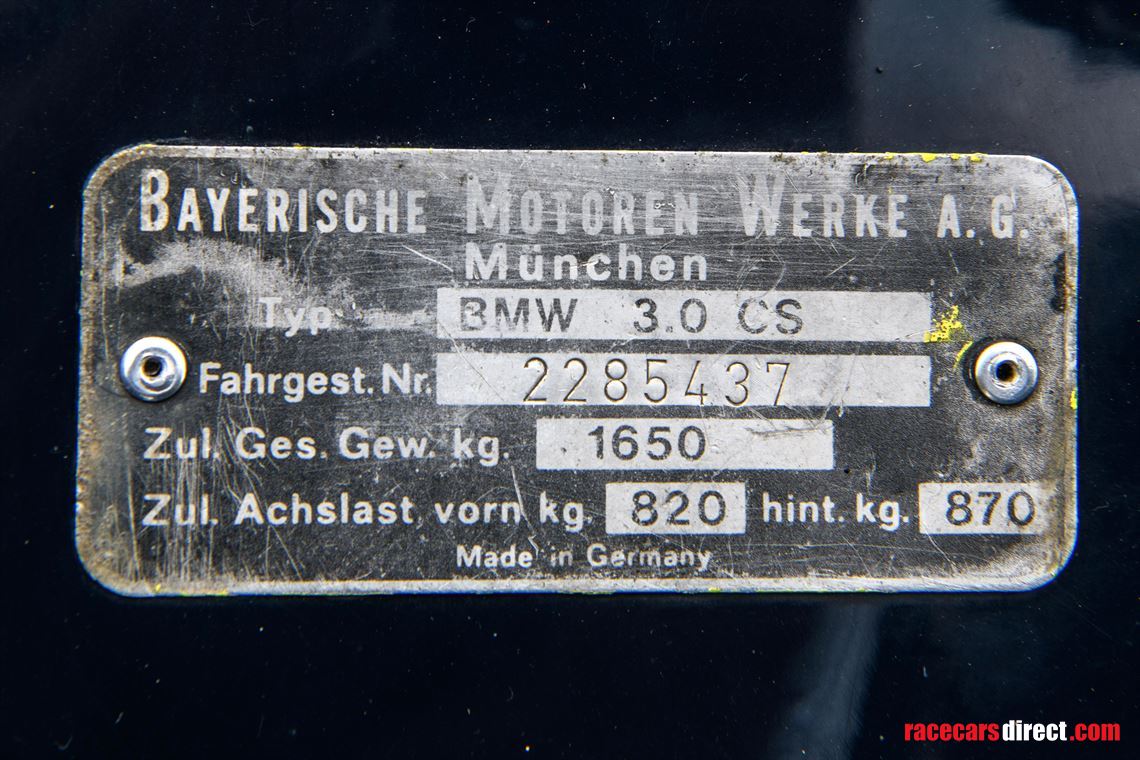 BAYERISCHE MOTOREN WERKE A.G.
München
Typ BMW 3.0 CS
Fahrgest.Nr. 2285437
Zul. Ges. Gew. kg. 1650
Zul. Achslast vorn kg. 820 hint. kg. 870
Made in Germany
racecarsdirect.com